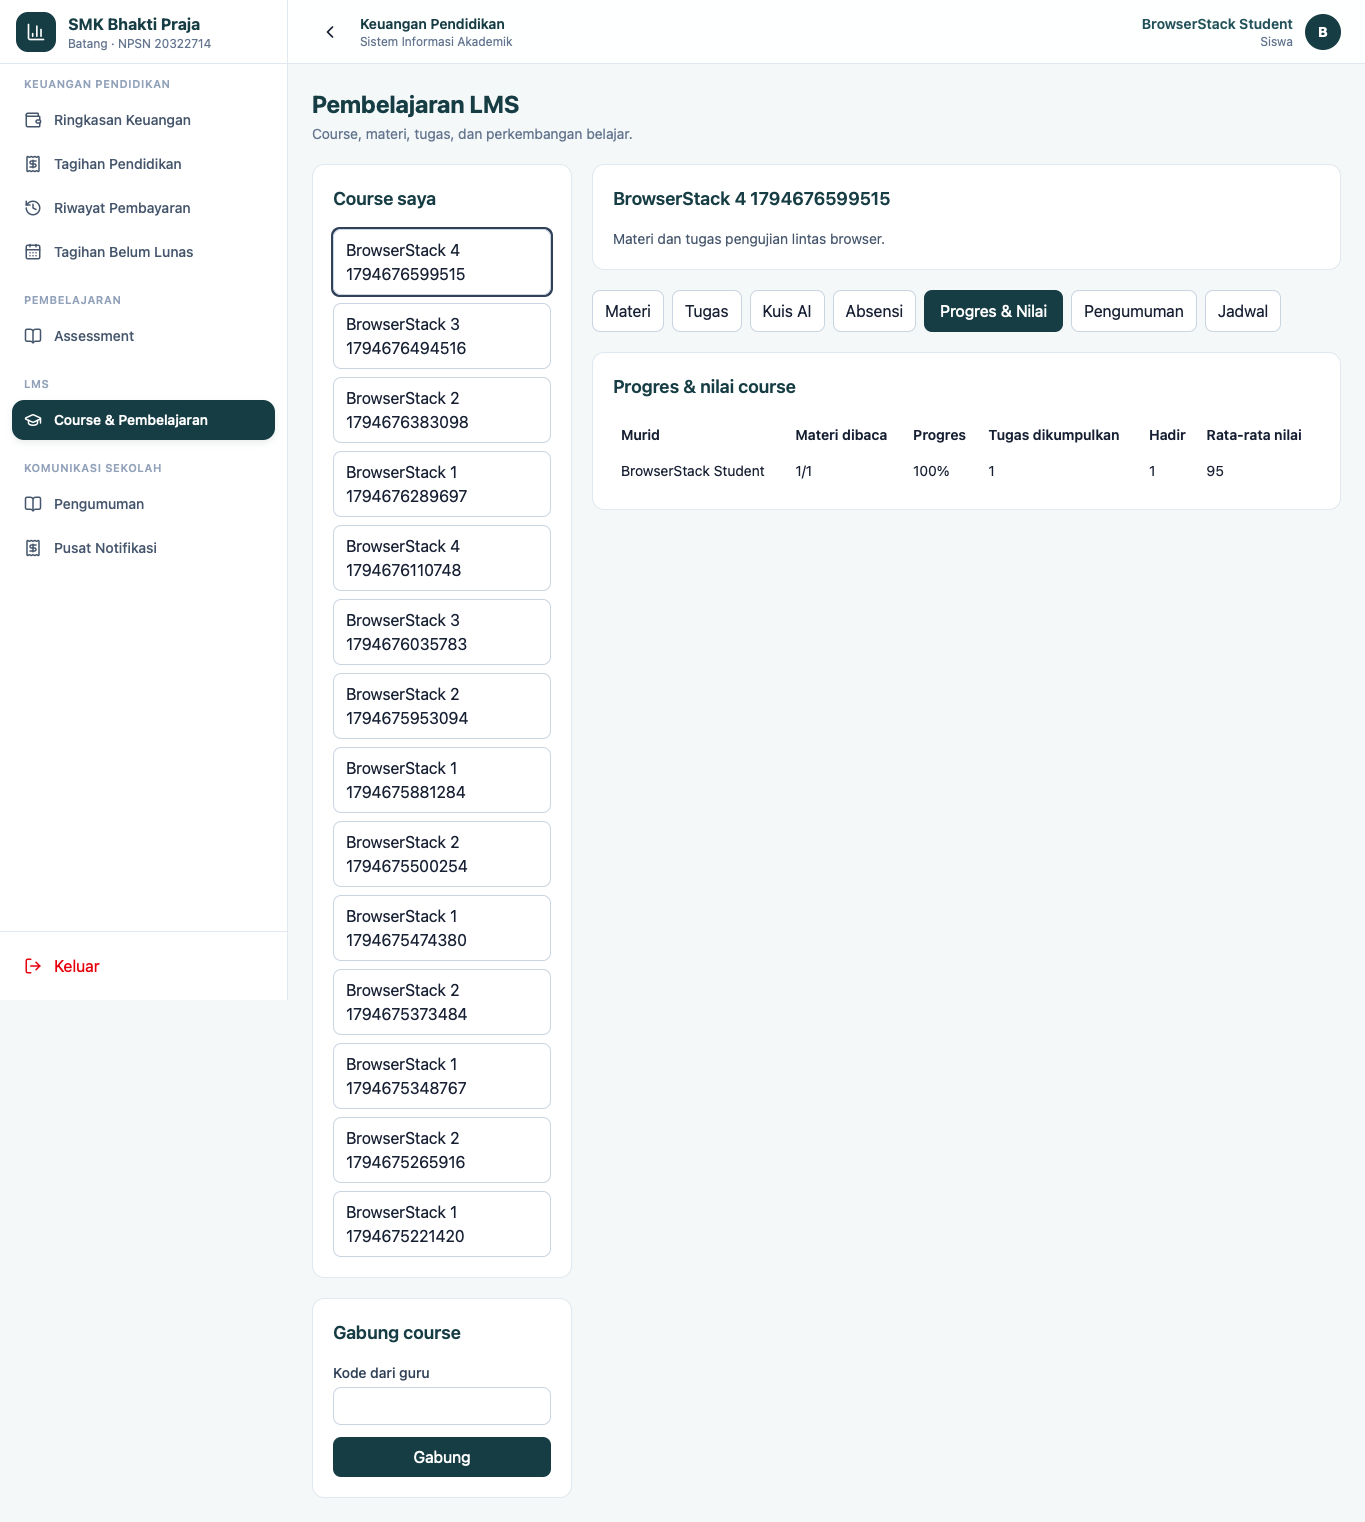 SMK Bhakti Praja
Batang · NPSN 20322714
KEUANGAN PENDIDIKAN
Ringkasan Keuangan
Tagihan Pendidikan
Riwayat Pembayaran
Tagihan Belum Lunas
PEMBELAJARAN
Assessment
LMS
Course & Pembelajaran
KOMUNIKASI SEKOLAH
Pengumuman
Pusat Notifikasi
Keluar
Keuangan Pendidikan
Sistem Informasi Akademik
BrowserStack Student
Siswa
B
Pembelajaran LMS
Course, materi, tugas, dan perkembangan belajar.
Course saya
BrowserStack 4
1794676599515
BrowserStack 3
1794676494516
BrowserStack 2
1794676383098
BrowserStack 1
1794676289697
BrowserStack 4
1794676110748
BrowserStack 3
1794676035783
BrowserStack 2
1794675953094
BrowserStack 1
1794675881284
BrowserStack 2
1794675500254
BrowserStack 1
1794675474380
BrowserStack 2
1794675373484
BrowserStack 1
1794675348767
BrowserStack 2
1794675265916
BrowserStack 1
1794675221420
Gabung course
Kode dari guru
Gabung
BrowserStack 4 1794676599515
Materi dan tugas pengujian lintas browser.
Materi Tugas Kuis AI Absensi Progres & Nilai Pengumuman Jadwal
Progres & nilai course
Murid Materi dibaca Progres Tugas dikumpulkan Hadir Rata-rata nilai
BrowserStack Student 1/1 100% 1 1 95